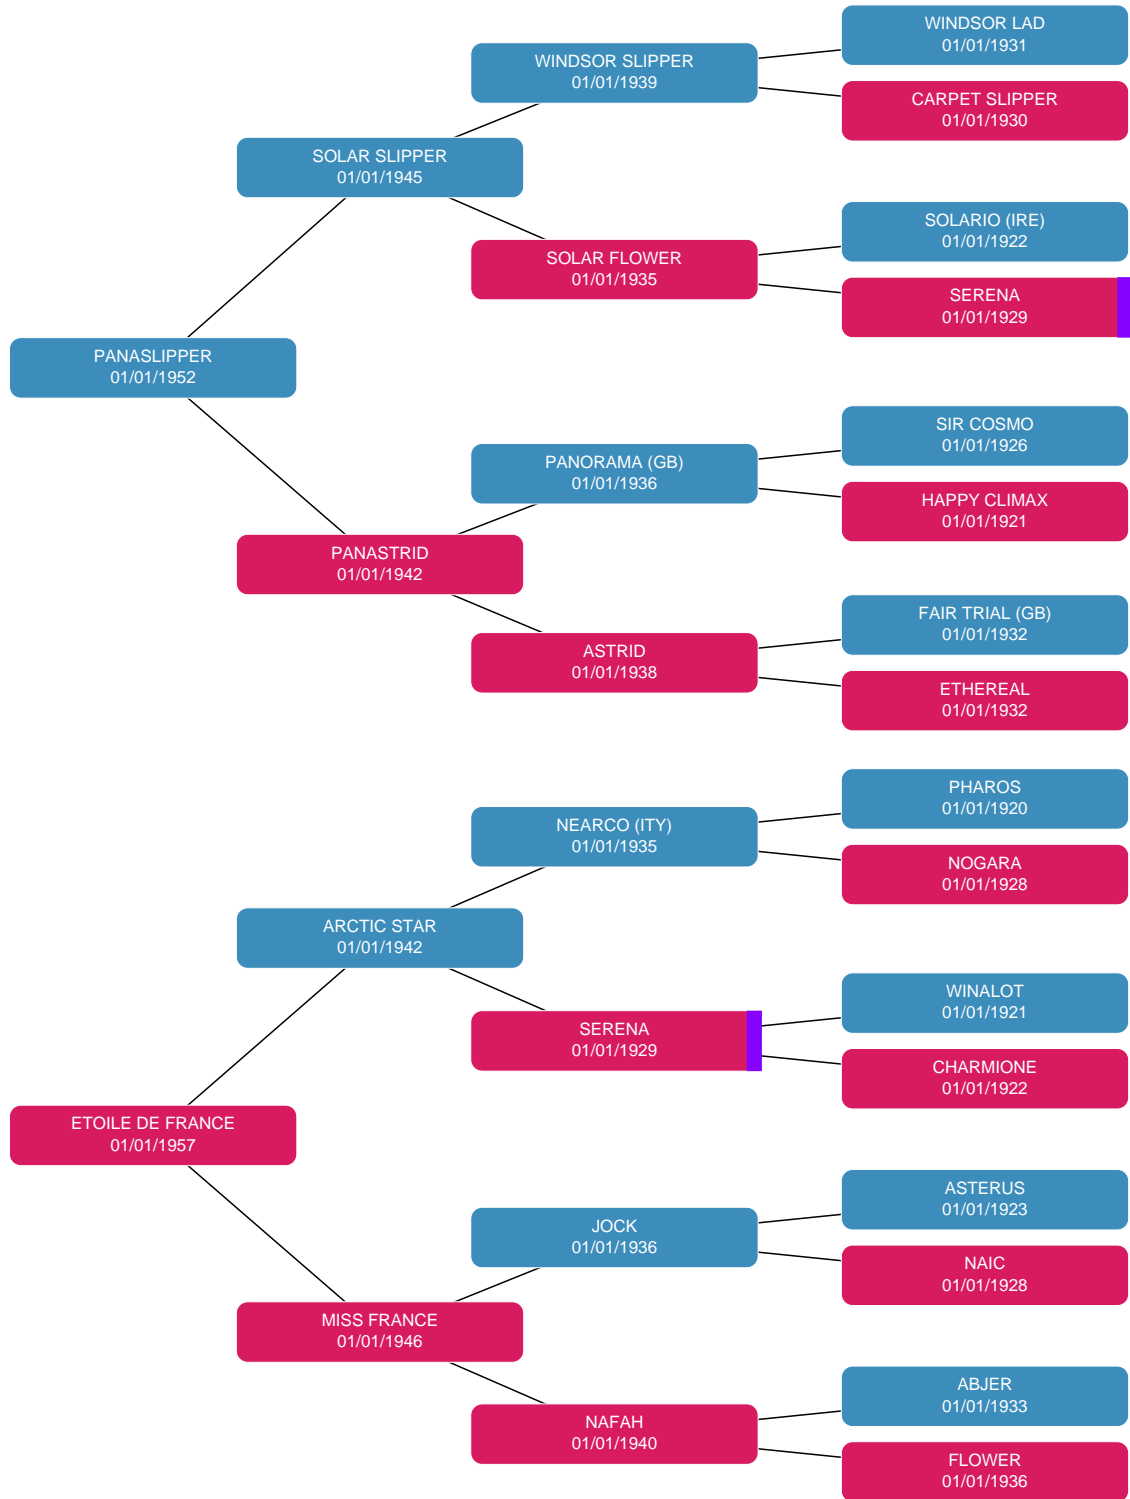 WINDSOR LAD
01/01/1931
WINDSOR SLIPPER
01/01/1939
CARPET SLIPPER
01/01/1930
SOLAR SLIPPER
01/01/1945
SOLARIO (IRE)
01/01/1922
SOLAR FLOWER
01/01/1935
SERENA
01/01/1929
PANASLIPPER
01/01/1952
SIR COSMO
01/01/1926
PANORAMA (GB)
01/01/1936
HAPPY CLIMAX
01/01/1921
PANASTRID
01/01/1942
FAIR TRIAL (GB)
01/01/1932
ASTRID
01/01/1938
ETHEREAL
01/01/1932
PHAROS
01/01/1920
NEARCO (ITY)
01/01/1935
NOGARA
01/01/1928
ARCTIC STAR
01/01/1942
WINALOT
01/01/1921
SERENA
01/01/1929
CHARMIONE
01/01/1922
ETOILE DE FRANCE
01/01/1957
ASTERUS
01/01/1923
JOCK
01/01/1936
NAIC
01/01/1928
MISS FRANCE
01/01/1946
ABJER
01/01/1933
NAFAH
01/01/1940
FLOWER
01/01/1936